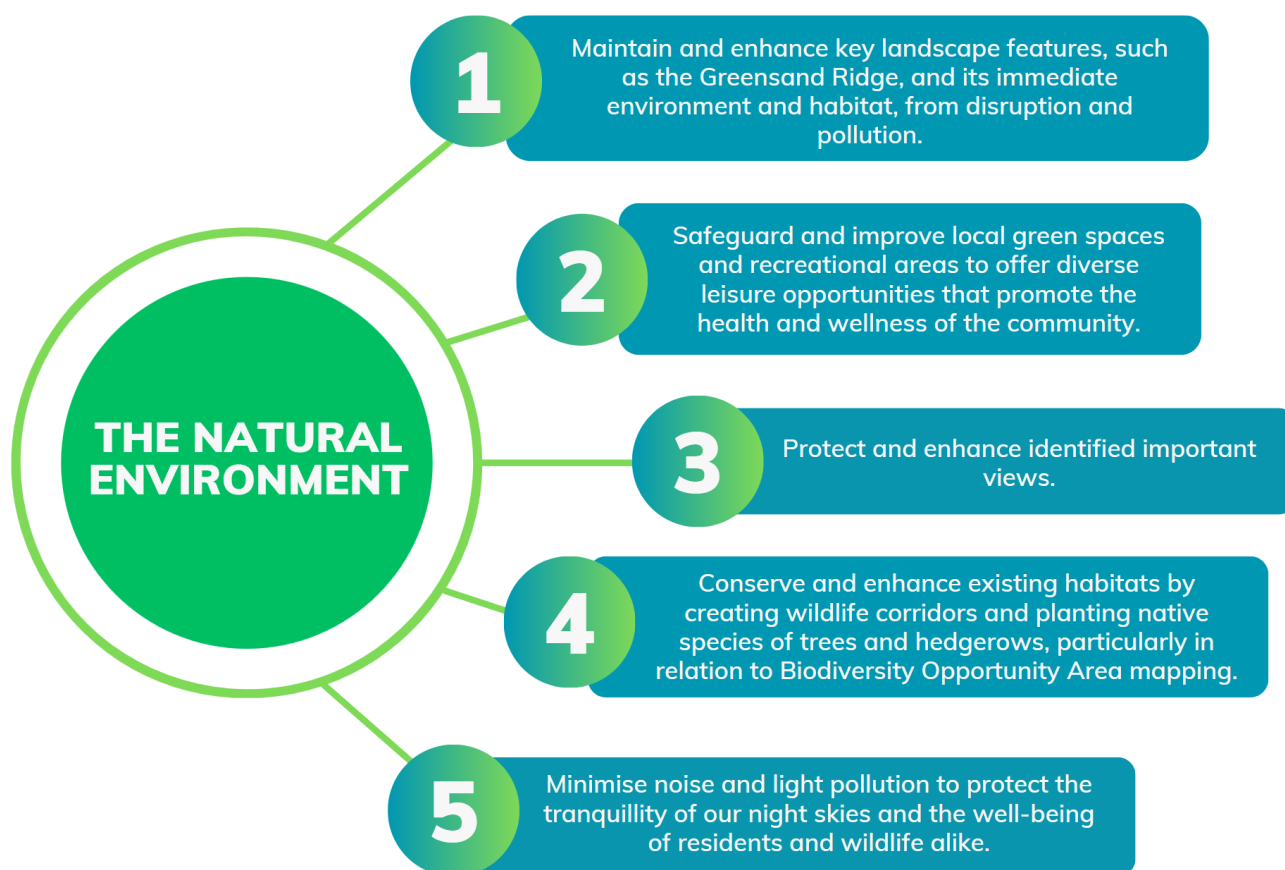 1
Maintain and enhance key landscape features, such
as the Greensand Ridge, and its immediate
environment and habitat, from disruption and
pollution.
2
Safeguard and improve local green spaces
and recreational areas to offer diverse
leisure opportunities that promote the
health and wellness of the community.
THE NATURAL
ENVIRONMENT
3
Protect and enhance identified important
views.
4
Conserve and enhance existing habitats by
creating wildlife corridors and planting native
species of trees and hedgerows, particularly in
relation to Biodiversity Opportunity Area mapping.
5
Minimise noise and light pollution to protect the
tranquillity of our night skies and the well-being
of residents and wildlife alike.